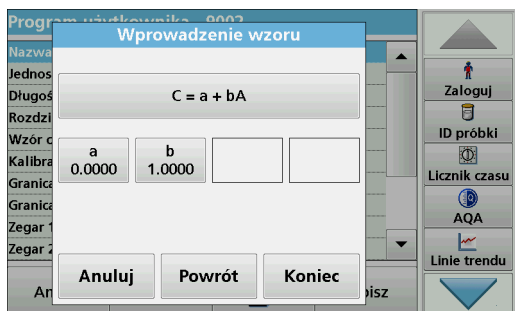 Program użytkownika - 9002
Wprowadzenie wzoru
Nazwa
Jednos
Długoś
Rozdzi
Wzór c
Kalibra
Granica
Granica
Zegar 1
Zegar 2
C = a + bA
a
0.0000
b
1.0000
Anuluj
Powrót
Koniec
An
isz
Zaloguj
ID próbki
Licznik czasu
AQA
Linie trendu